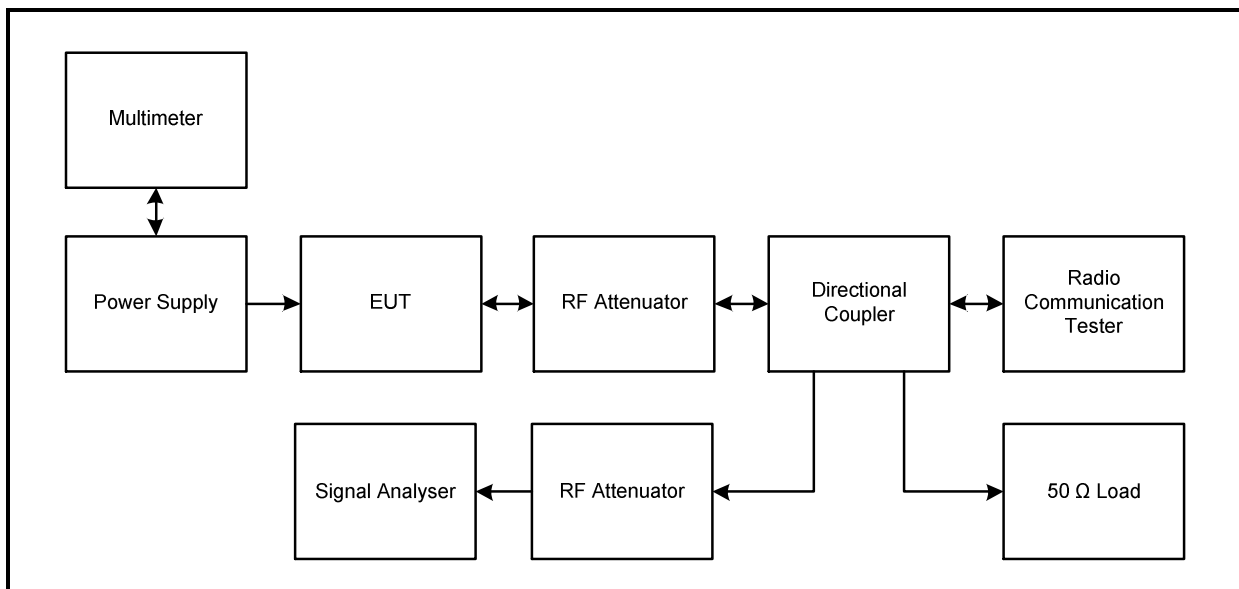 Multimeter
Power Supply
EUT
RF Attenuator
Directional
Coupler
Radio
Communication
Tester
Signal Analyser
RF Attenuator
50 Ω Load